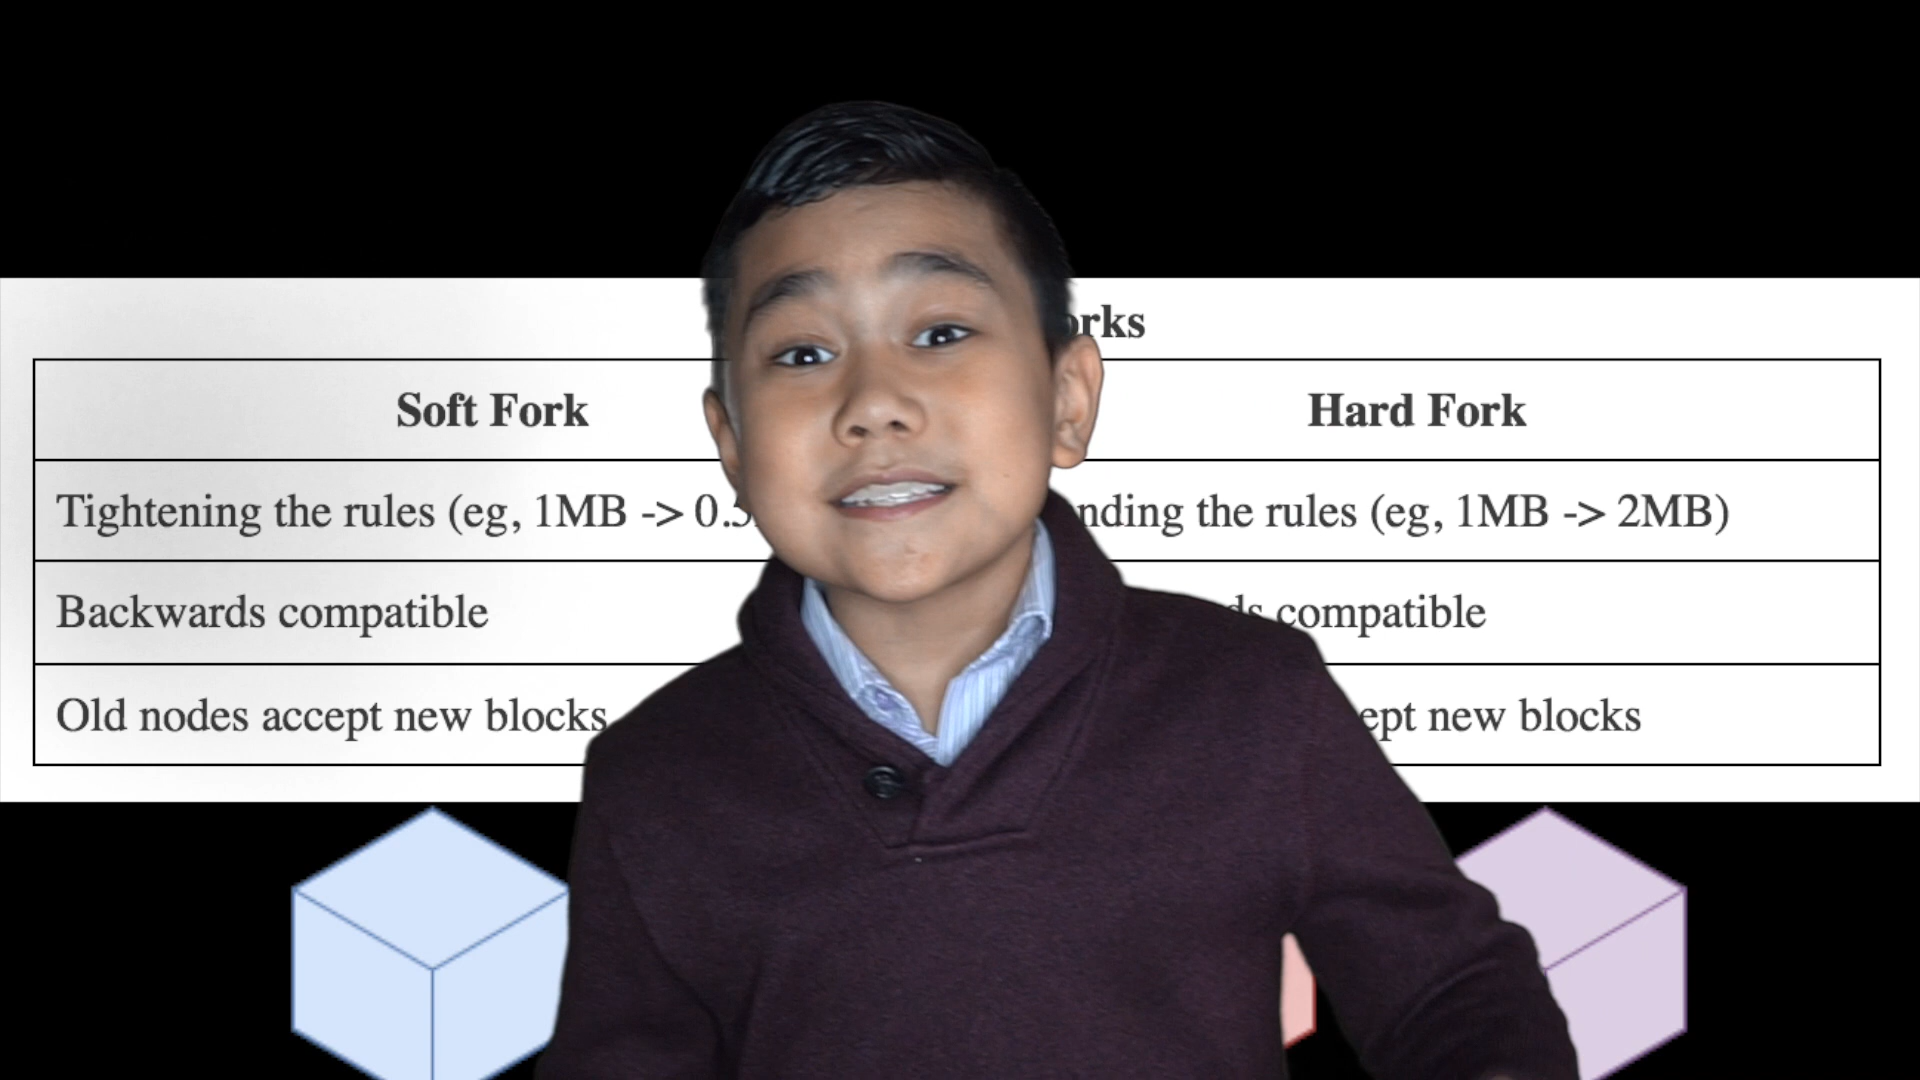 orks
Soft Fork Hard Fork
Tightening the rules (eg, 1MB -> 0.5 nding the rules (eg, 1MB -> 2MB)
Backwards compatible compatible
Old nodes accept new blocks ept new blocks